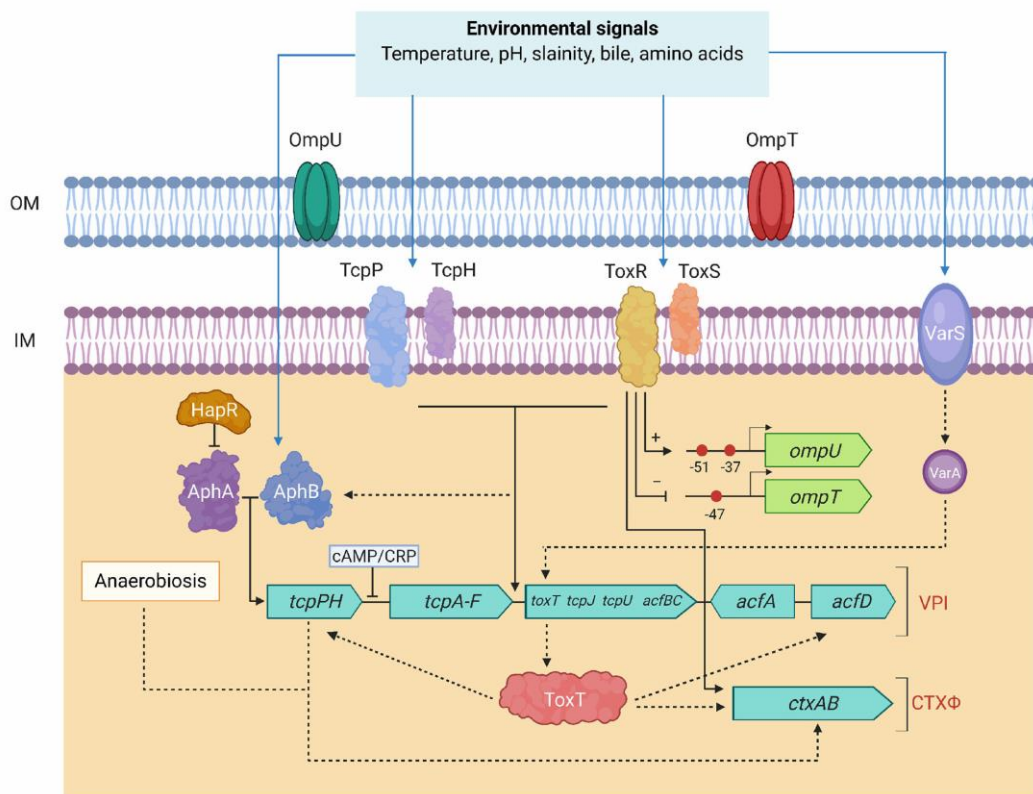 Environmental signals
Temperature, pH, slainity, bile, amino acids
OmpU
OmpT
OM
TcpP
TcpH
ToxR
ToxS
IM
VarS
HapR
AphA
AphB
+
-51
-37
ompU
VarA
–
-47
ompT
cAMP/CRP
Anaerobiosis
tcpPH
tcpA-F
toxT tcpJ tcpU acfBC
acfA
acfD
VPI
ToxT
ctxAB
CTXΦ